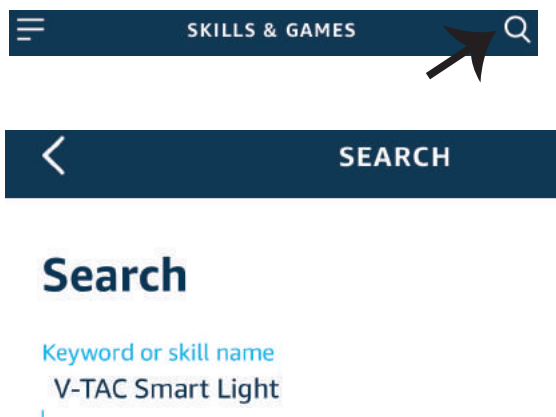 SKILLS & GAMES
SEARCH
Search
Keyword or skill name
V-TAC Smart Light